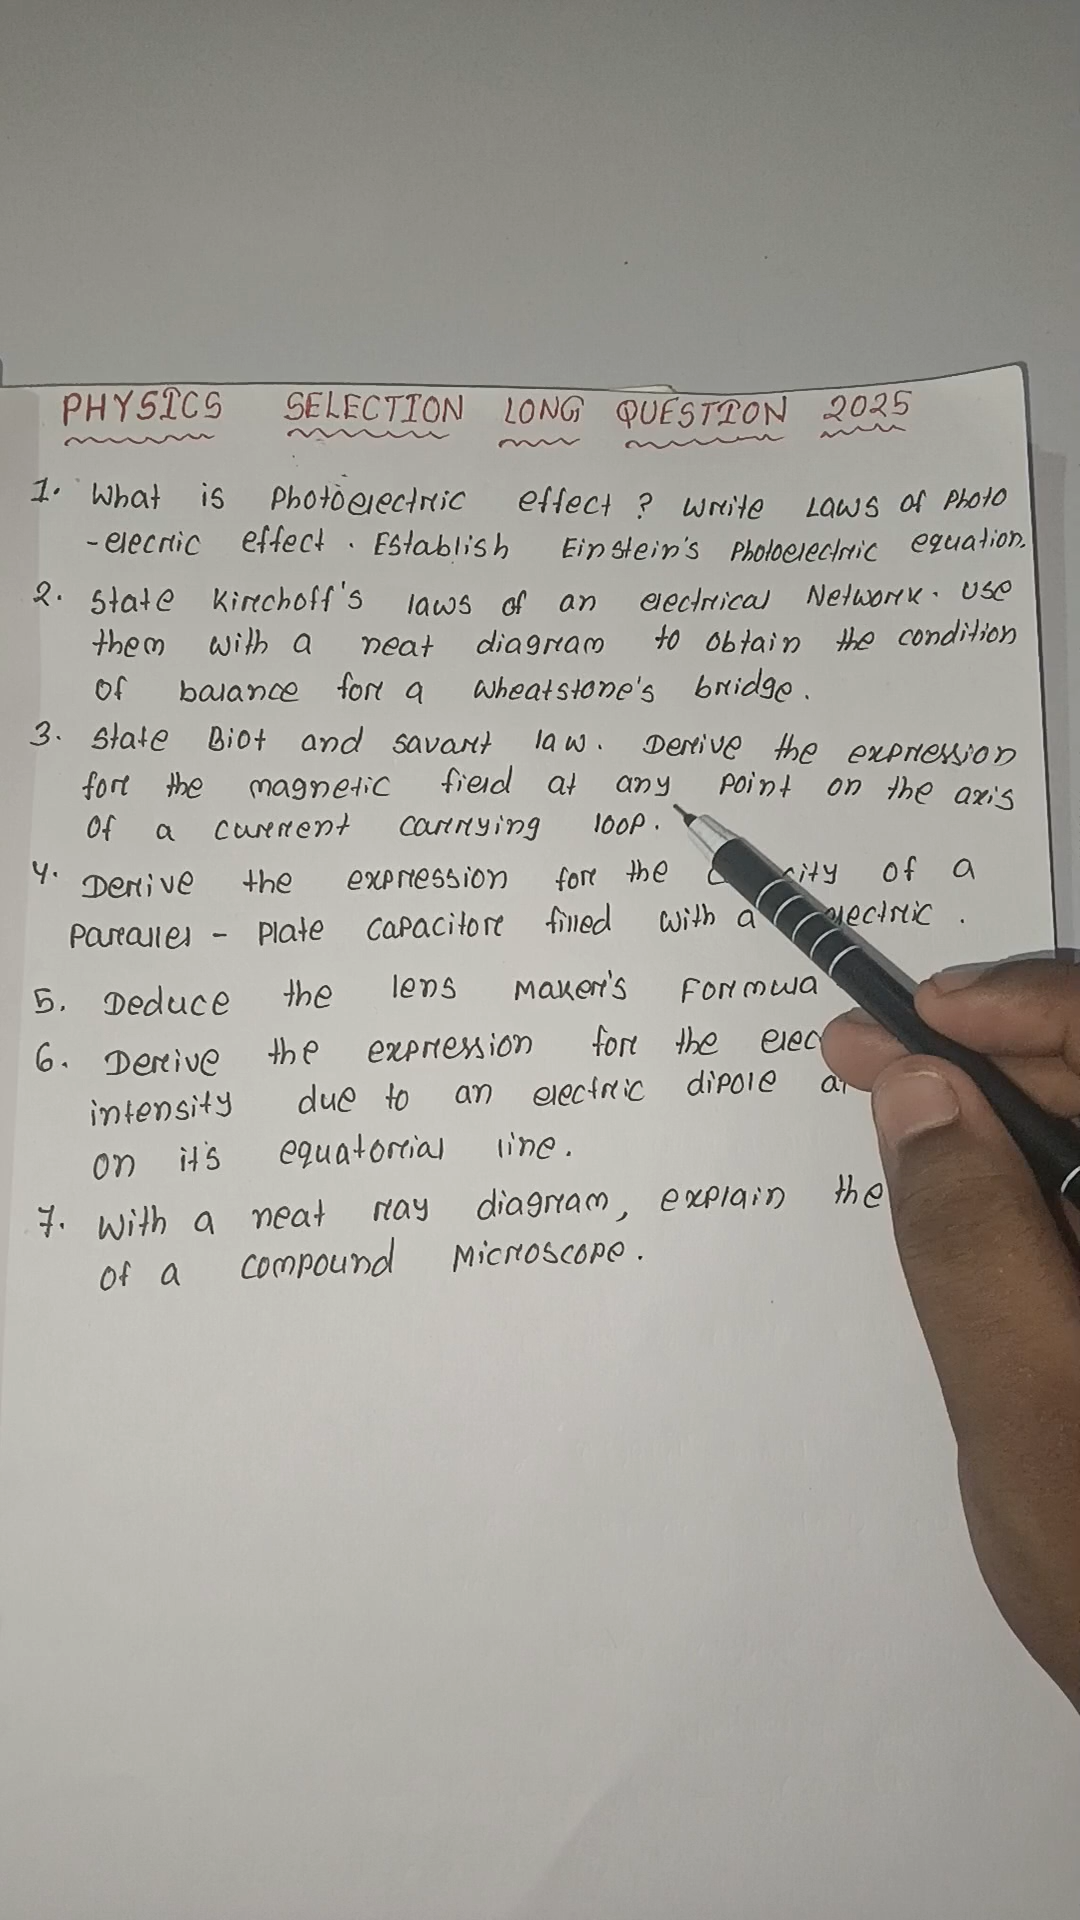 PHYSICS SELECTION LONG QUESTION 2025
1. What is Photoelectric effect ? Write Laws of Photo
-elecric effect. Establish Einstein's Photoelectric equation.
2. State Kirchoff's laws of an electrical Network. Use
them with a neat diagram to obtain the condition
of balance for a wheatstone's bridge.
3. State Biot and savart law. Derive the expression
for the magnetic field at any point on the axis
of a current carrying loop.
4. Derive the expression for the of a
Parallel - Plate capacitor filled with a
5. Deduce the lens Maker's Formula
6. Derive the expression for the
intensity due to an electric dipole
on it's equatorial line.
7. With a neat ray diagram, explain the
of a compound Microscope.